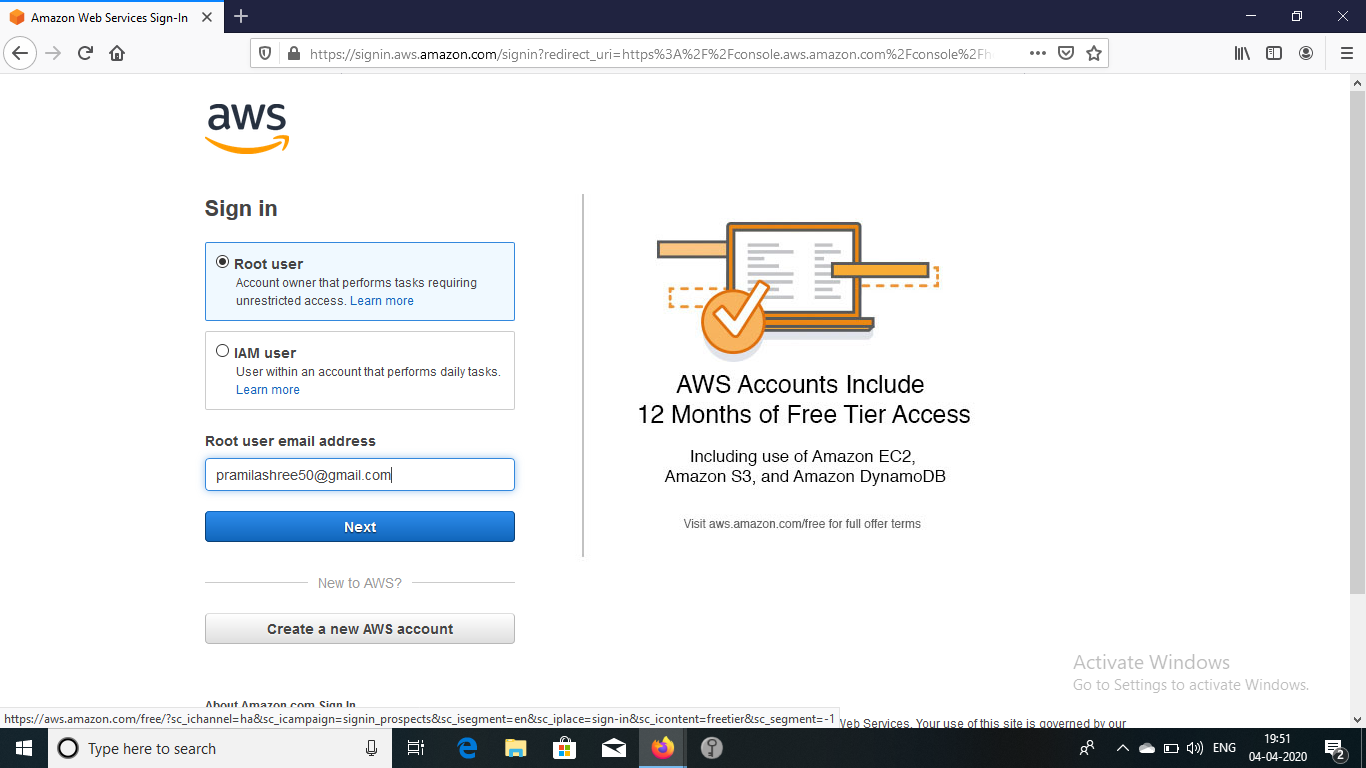 Amazon Web Services Sign-In
https://signin.aws.amazon.com/signin?redirect_uri=https%3A%2F%2Fconsole.aws.amazon.com%2Fconsole%2Fh
aws
Sign in
Root user
Account owner that performs tasks requiring
unrestricted access. Learn more
IAM user
User within an account that performs daily tasks.
Learn more
Root user email address
pramilashree50@gmail.com
Next
New to AWS?
Create a new AWS account
About Amazon.com Sign In
AWS Accounts Include
12 Months of Free Tier Access
Including use of Amazon EC2,
Amazon S3, and Amazon DynamoDB
Visit aws.amazon.com/free for full offer terms
Activate Windows
Go to Settings to activate Windows.
https://aws.amazon.com/free/?sc_ichannel=ha&sc_icampaign=signin_prospects&sc_isegment=en&sc_iplace=sign-in&sc_icontent=freetier&sc_segment=-1
Web Services. Your use of this site is governed by our
Type here to search
ENG
19:51
04-04-2020
2